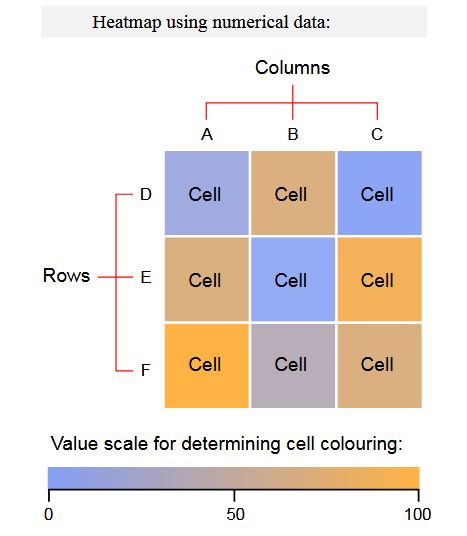 Heatmap using numerical data:
Columns
A B C
D Cell Cell Cell
Rows E Cell Cell Cell
F Cell Cell Cell
Value scale for determining cell colouring:
0 50 100